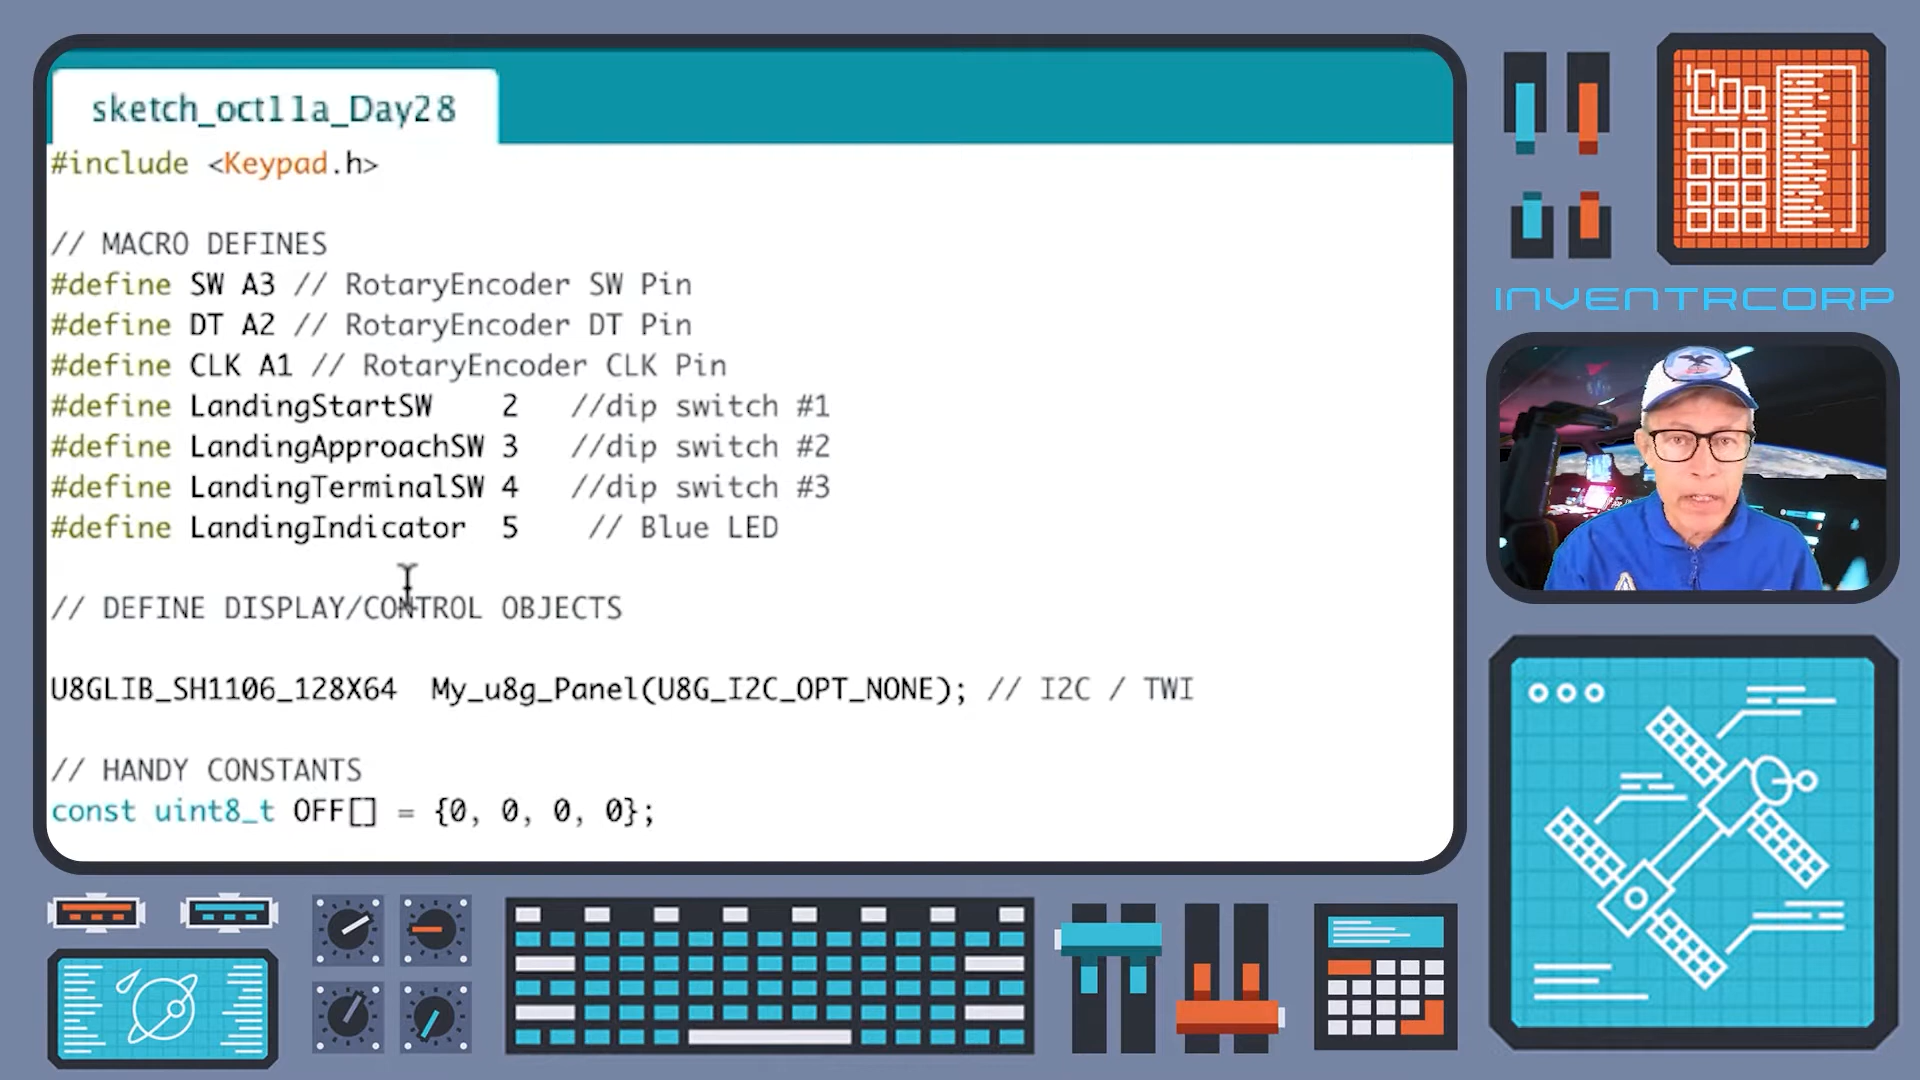 sketch_oct11a_Day28
#include <Keypad.h>
// MACRO DEFINES
#define SW A3 // RotaryEncoder SW Pin
#define DT A2 // RotaryEncoder DT Pin
#define CLK A1 // RotaryEncoder CLK Pin
#define LandingStartSW    2   //dip switch #1
#define LandingApproachSW 3   //dip switch #2
#define LandingTerminalSW 4   //dip switch #3
#define LandingIndicator  5    // Blue LED
// DEFINE DISPLAY/CONTROL OBJECTS
U8GLIB_SH1106_128X64  My_u8g_Panel(U8G_I2C_OPT_NONE); // I2C / TWI
// HANDY CONSTANTS
const uint8_t OFF[] = {0, 0, 0, 0};
INVENTRCORP